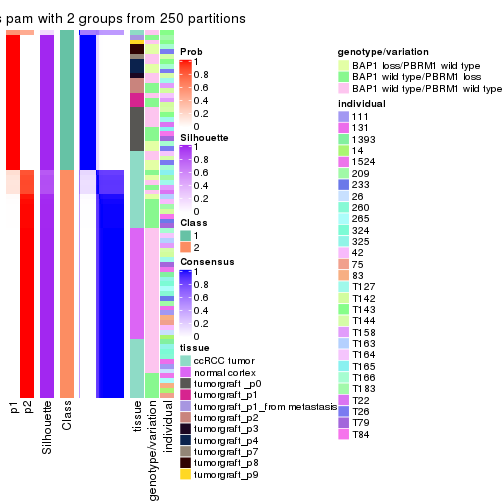 s pam with 2 groups from 250 partitions
p1
p2
Silhouette
Class
tissue
genotype/variation
individual
Prob
1
0.8
0.6
0.4
0.2
0
Silhouette
1
0.8
0.6
0.4
0.2
0
Class
1
2
Consensus
1
0.8
0.6
0.4
0.2
0
tissue
ccRCC tumor
normal cortex
tumorgraft_p0
tumorgraft_p1
tumorgraft_p1_from metastasis
tumorgraft_p2
tumorgraft_p3
tumorgraft_p4
tumorgraft_p7
tumorgraft_p8
tumorgraft_p9
genotype/variation
BAP1 loss/PBRM1 wild type
BAP1 wild type/PBRM1 loss
BAP1 wild type/PBRM1 wild type
individual
111
131
1393
14
1524
209
233
26
260
265
324
325
42
75
83
T127
T142
T143
T144
T158
T163
T164
T165
T166
T183
T22
T26
T79
T84